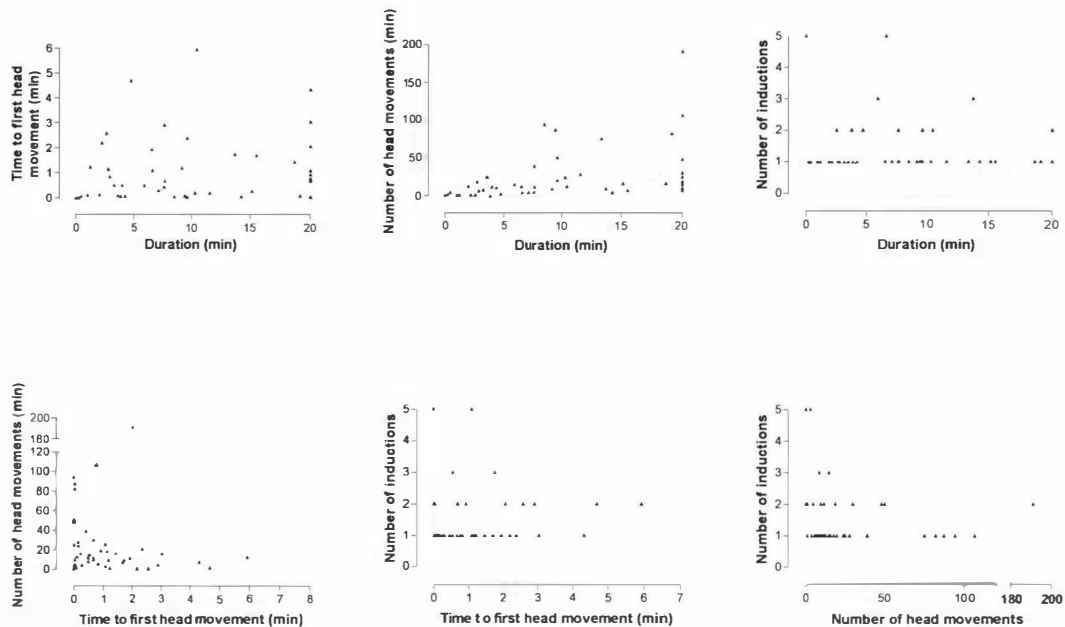 Time to first head
movement (min)
6
5
4
3
2
1
0
0 5 10 15 20
Duration (min)
Number of head movements (min)
200
150
100
50
0
0 5 10 15 20
Duration (min)
Number of inductions
5
4
3
2
1
0
0 5 10 15 20
Duration (min)
Number of head movements (min)
200
180
120
100
80
60
40
20
0
0 1 2 3 4 5 6 7 8
Time to first head movement (min)
Number of inductions
5
4
3
2
1
0
0 1 2 3 4 5 6 7
Time to first head movement (min)
Number of inductions
5
4
3
2
1
0
0 50 100 180 200
Number of head movements